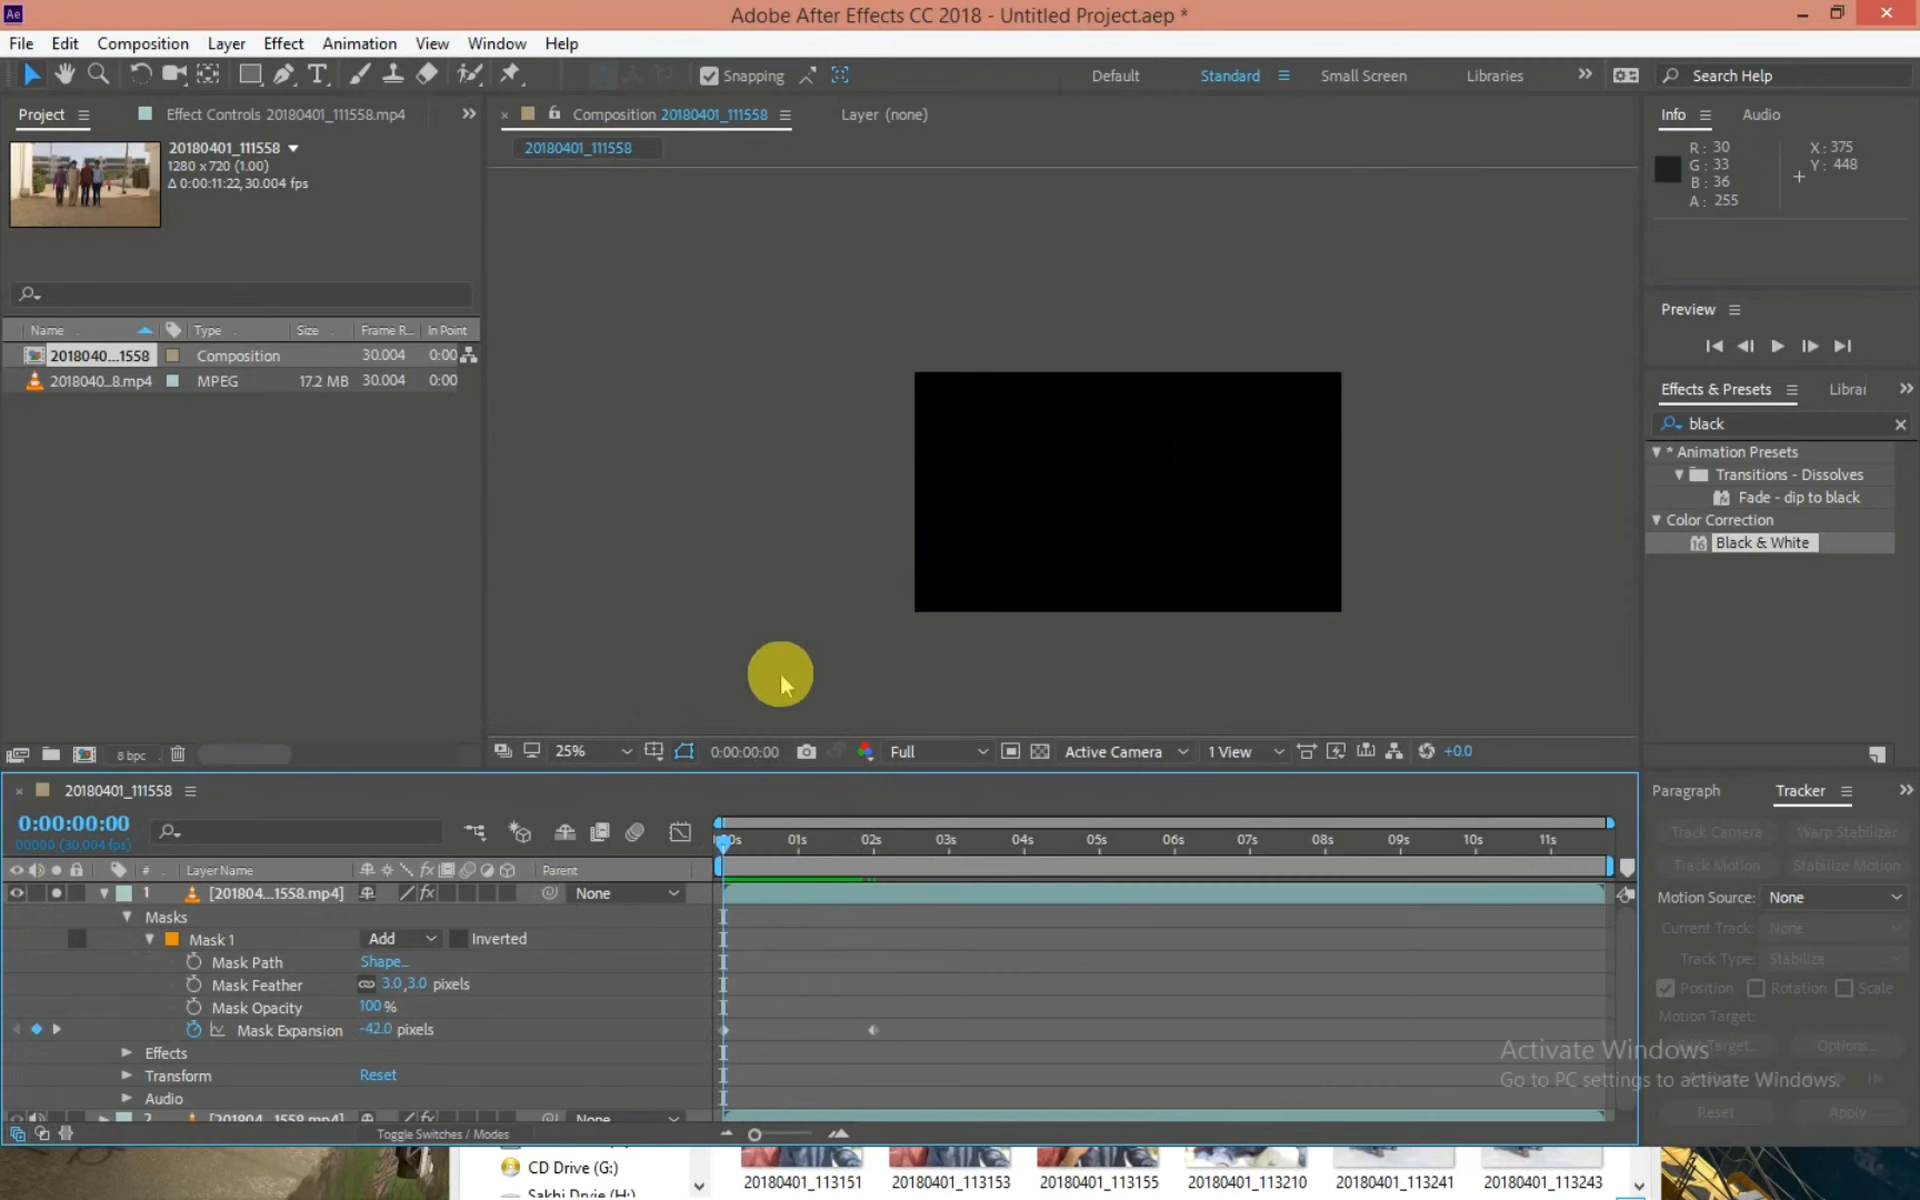 Ae
Adobe After Effects CC 2018 - Untitled Project.aep *
File Edit Composition Layer Effect Animation View Window Help
Snapping
Default Standard Small Screen Libraries
Search Help
Project Effect Controls 20180401_111558.mp4
20180401_111558
1280 x 720 (1.00)
Δ 0:00:11:22, 30.004 fps
Name Type Size Frame R... In Point
2018040...1558 Composition 30.004 0:00
2018040...8.mp4 MPEG 17.2 MB 30.004 0:00
8 bpc
Composition 20180401_111558 Layer (none)
20180401_111558
25% 0:00:00:00 Full Active Camera 1 View +0.0
Info Audio
R: 30
G: 33
B: 36
A: 255
X: 375
Y: 448
Preview
Effects & Presets
black
* Animation Presets
Transitions - Dissolves
Fade - dip to black
Color Correction
Black & White
16
20180401_111558
0:00:00:00
00000 (30.004 fps)
# Layer Name Parent
01s 02s 03s 04s 05s 06s 07s 08s 09s 10s 11s
1 [201804...1558.mp4] None
Masks
Mask 1 Add Inverted
Mask Path Shape...
Mask Feather 3.0,3.0 pixels
Mask Opacity 100 %
Mask Expansion -42.0 pixels
Effects
Transform Reset
Audio
2 [201804...1558.mp4] None
Toggle Switches / Modes
Paragraph Tracker
Track Camera Warp Stabilizer
Track Motion Stabilize Motion
Motion Source: None
Current Track: None
Track Type: Stabilize
Position Rotation Scale
Motion Target:
Edit Target... Options...
Activate Windows
Go to PC settings to activate Windows.
Reset Apply
CD Drive (G:)
Sakhi Drvie (H:)
20180401_113151 20180401_113153 20180401_113155 20180401_113210 20180401_113241 20180401_113243